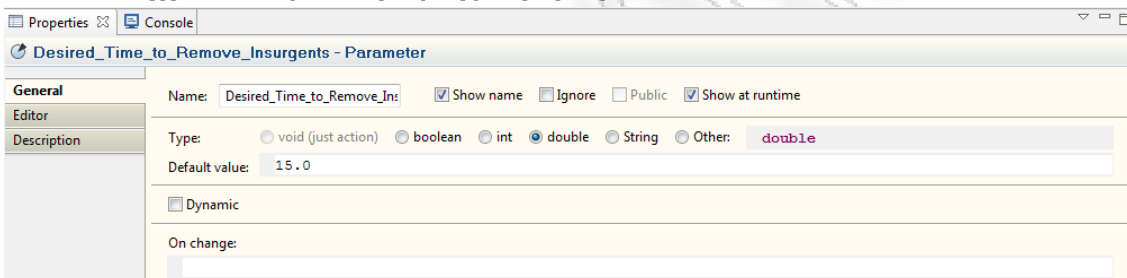 Properties Console
Desired_Time_to_Remove_Insurgents - Parameter
General
Name: Desired_Time_to_Remove_Ins Show name Ignore Public Show at runtime
Editor
Description
Type: void (just action) boolean int double String Other: double
Default value: 15.0
Dynamic
On change: